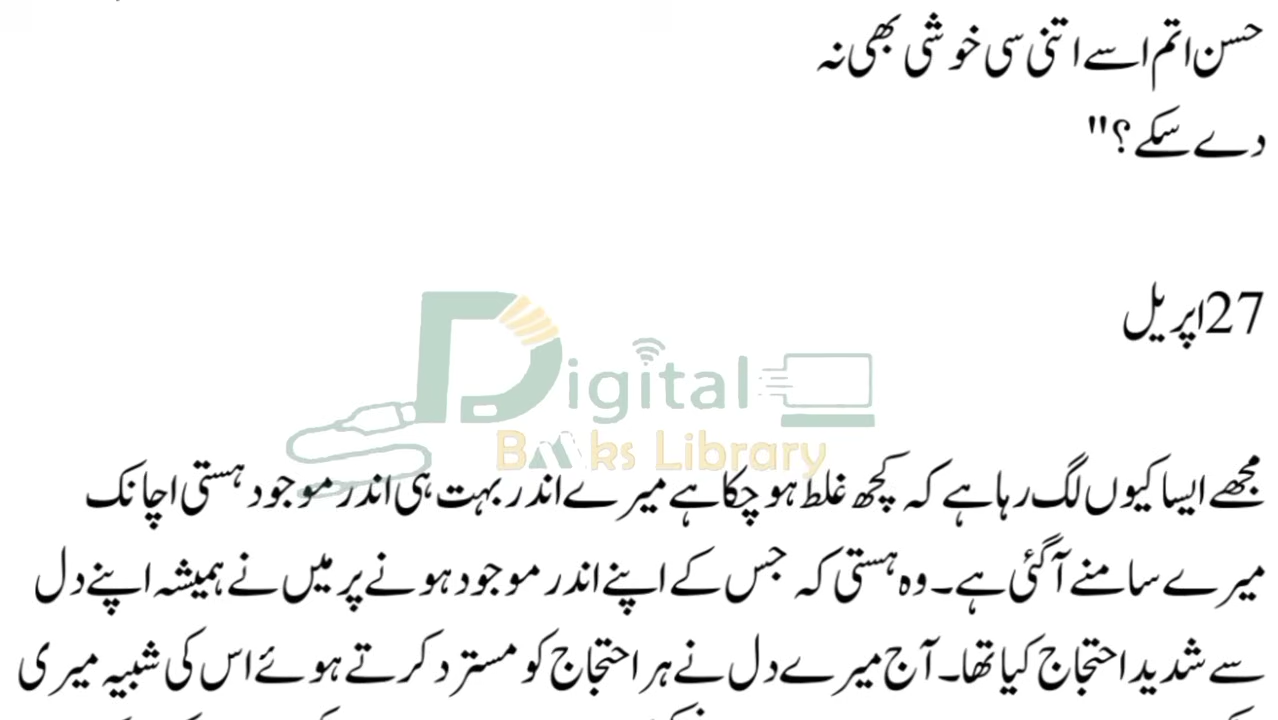 حسن اتم اسے اتنی سی خوشی بھی نہ
دے سکے؟"
27 اپریل
Digital
Books Library
مجھے ایسا کیوں لگ رہا ہے کہ کچھ غلط ہو چکا ہے میرے اندر بہت ہی اندر موجود ہستی اچانک
میرے سامنے آگئی ہے۔ وہ ہستی کہ جس کے اپنے اندر موجود ہونے پر میں نے ہمیشہ اپنے دل
سے شدید احتجاج کیا تھا۔ آج میرے دل نے ہر احتجاج کو مسترد کرتے ہوئے اس کی شبیہ میری